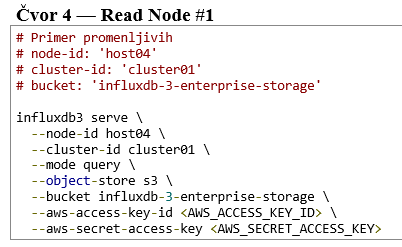 Čvor 4 — Read Node #1
# Primer promenljivih
# node-id: 'host04'
# cluster-id: 'cluster01'
# bucket: 'influxdb-3-enterprise-storage'
influxdb3 serve \
--node-id host04 \
--cluster-id cluster01 \
--mode query \
--object-store s3 \
--bucket influxdb-3-enterprise-storage \
--aws-access-key-id <AWS_ACCESS_KEY_ID> \
--aws-secret-access-key <AWS_SECRET_ACCESS_KEY>